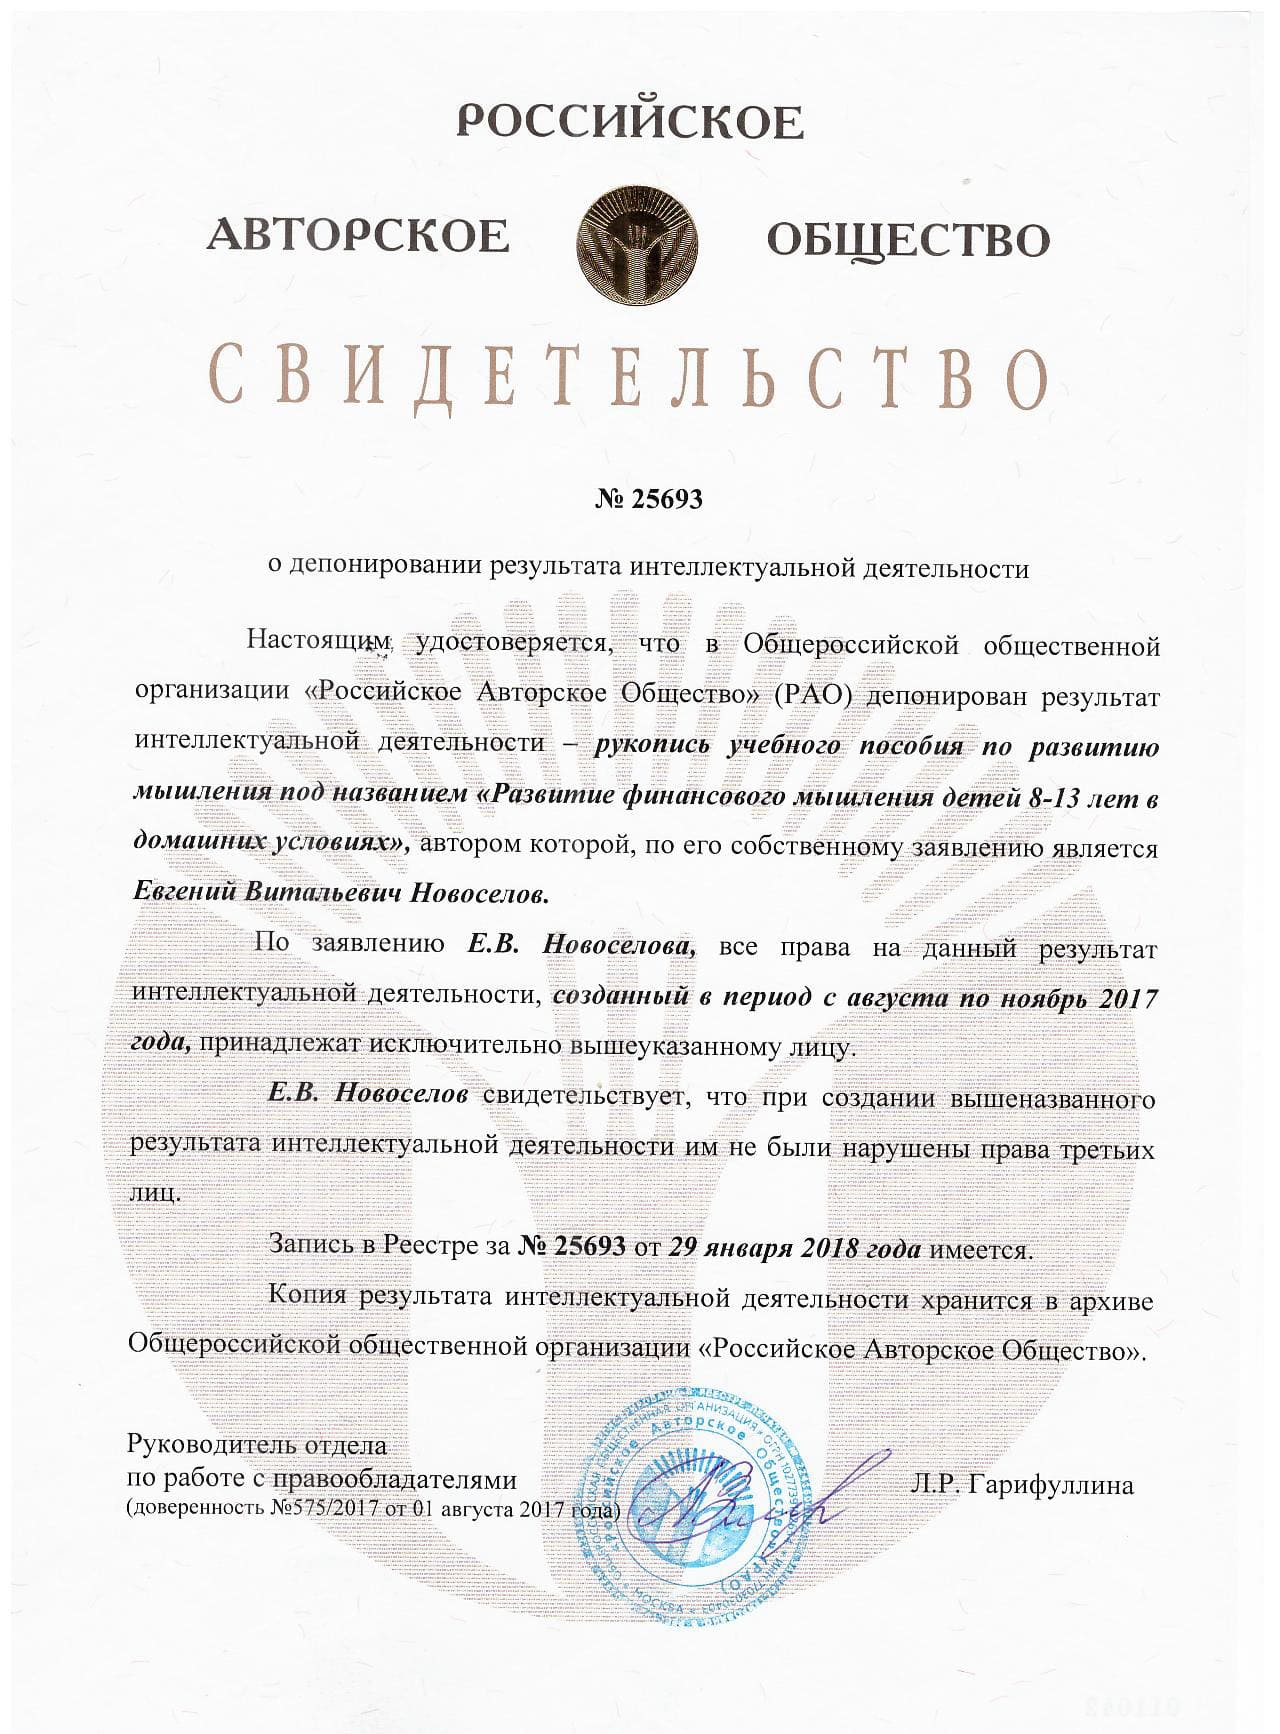 РОССИЙСКОЕ
АВТОРСКОЕ ОБЩЕСТВО
СВИДЕТЕЛЬСТВО
№ 25693
о депонировании результата интеллектуальной деятельности
Настоящим удостоверяется, что в Общероссийской общественной
организации «Российское Авторское Общество» (РАО) депонирован результат
интеллектуальной деятельности – рукопись учебного пособия по развитию
мышления под названием «Развитие финансового мышления детей 8-13 лет в
домашних условиях», автором которой, по его собственному заявлению является
Евгений Витальевич Новоселов.
По заявлению Е.В. Новоселова, все права на данный результат
интеллектуальной деятельности, созданный в период с августа по ноябрь 2017
года, принадлежат исключительно вышеуказанному лицу.
Е.В. Новоселов свидетельствует, что при создании вышеназванного
результата интеллектуальной деятельности им не были нарушены права третьих
лиц.
Запись в Реестре за № 25693 от 29 января 2018 года имеется.
Копия результата интеллектуальной деятельности хранится в архиве
Общероссийской общественной организации «Российское Авторское Общество».
Руководитель отдела
по работе с правообладателями
(доверенность №575/2017 от 01 августа 2017 года)
Л.Р. Гарифуллина
Авторское Общество» (РАО)
МОСКВА